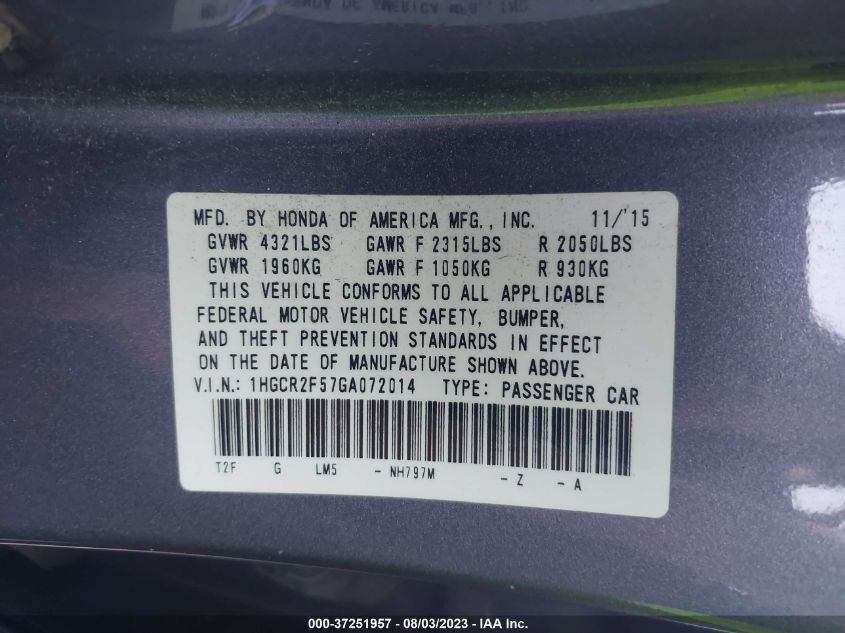 MFD. BY HONDA OF AMERICA MFG., INC. 11/'15
GVWR 4321LBS GAWR F 2315LBS R 2050LBS
GVWR 1960KG GAWR F 1050KG R 930KG
THIS VEHICLE CONFORMS TO ALL APPLICABLE
FEDERAL MOTOR VEHICLE SAFETY, BUMPER,
AND THEFT PREVENTION STANDARDS IN EFFECT
ON THE DATE OF MANUFACTURE SHOWN ABOVE.
V.I.N.: 1HGCR2F57GA072014 TYPE: PASSENGER CAR
T2F G LM5 - NH797M - Z - A
000-37251957 - 08/03/2023 - IAA Inc.